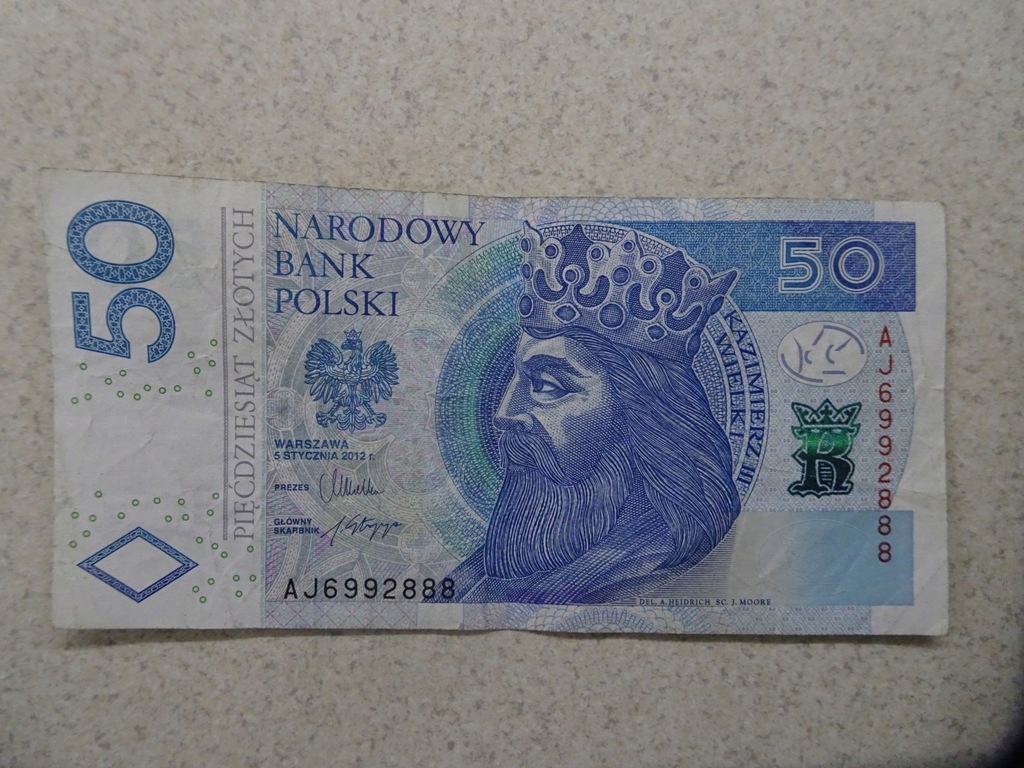 50
PIĘĆDZIESIĄT ZŁOTYCH
NARODOWY
BANK
POLSKI
WARSZAWA
5 STYCZNIA 2012 r.
PREZES
GŁÓWNY
SKARBNIK
AJ6992888
50
KAZIMIERZ III
WIELKI
AJ6992888
K
DEL. A. HEIDRICH SC. J. MOORE